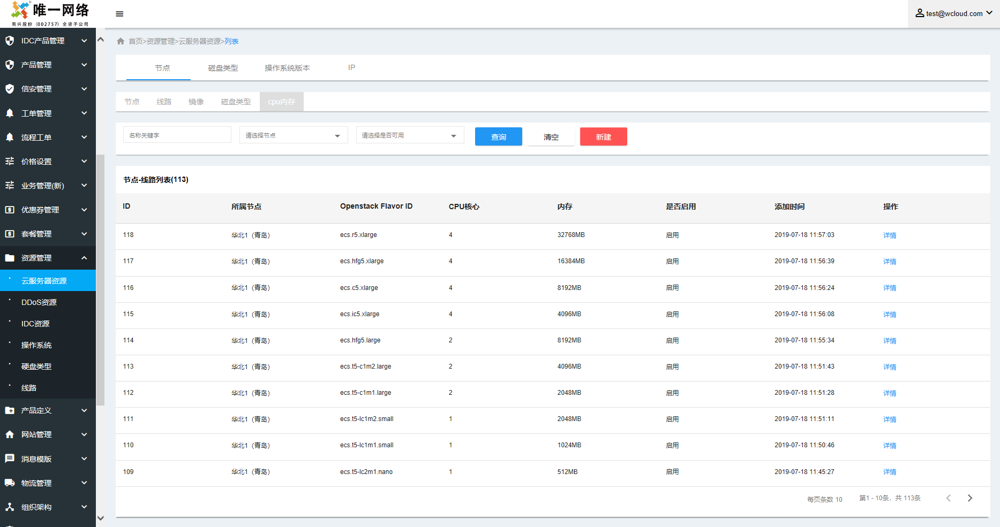 唯一网络
南兴股份（002757）全资子公司
test@wcloud.com
IDC产品管理
产品管理
信安管理
工单管理
流程工单
价格设置
业务管理(新)
优惠券管理
套餐管理
资源管理
云服务器资源
DDoS资源
IDC资源
操作系统
硬盘类型
线路
产品定义
网站管理
消息模版
物流管理
组织架构
首页>资源管理>云服务器资源>列表
节点 磁盘类型 操作系统版本 IP
节点 线路 镜像 磁盘类型 cpu内存
名称关键字 请选择节点 请选择是否可用 查询 清空 新建
节点-线路列表(113)
ID 所属节点 Openstack Flavor ID CPU核心 内存 是否启用 添加时间 操作
118 华北1（青岛） ecs.r5.xlarge 4 32768MB 启用 2019-07-18 11:57:03 详情
117 华北1（青岛） ecs.hfg5.xlarge 4 16384MB 启用 2019-07-18 11:56:39 详情
116 华北1（青岛） ecs.c5.xlarge 4 8192MB 启用 2019-07-18 11:56:24 详情
115 华北1（青岛） ecs.ic5.xlarge 4 4096MB 启用 2019-07-18 11:56:08 详情
114 华北1（青岛） ecs.hfg5.large 2 8192MB 启用 2019-07-18 11:55:34 详情
113 华北1（青岛） ecs.t5-c1m2.large 2 4096MB 启用 2019-07-18 11:51:43 详情
112 华北1（青岛） ecs.t5-c1m1.large 2 2048MB 启用 2019-07-18 11:51:28 详情
111 华北1（青岛） ecs.t5-lc1m2.small 1 2048MB 启用 2019-07-18 11:51:11 详情
110 华北1（青岛） ecs.t5-lc1m1.small 1 1024MB 启用 2019-07-18 11:50:46 详情
109 华北1（青岛） ecs.t5-lc2m1.nano 1 512MB 启用 2019-07-18 11:45:27 详情
每页条数 10 第1 - 10条，共 113条